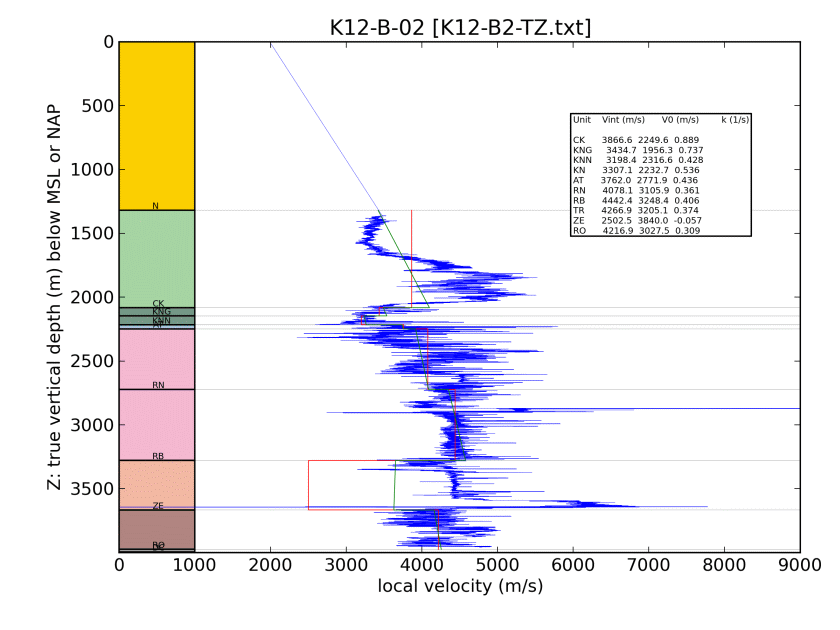 K12-B-02 [K12-B2-TZ.txt]
Z: true vertical depth (m) below MSL or NAP
0
500
1000
1500
2000
2500
3000
3500
N
CK
KNG
KNN
RN
RB
ZE
RO
Unit Vint (m/s) V0 (m/s) k (1/s)
CK 3866.6 2249.6 0.889
KNG 3434.7 1956.3 0.737
KNN 3198.4 2316.6 0.428
KN 3307.1 2232.7 0.536
AT 3762.0 2771.9 0.436
RN 4078.1 3105.9 0.361
RB 4442.4 3248.4 0.406
TR 4266.9 3205.1 0.374
ZE 2502.5 3840.0 -0.057
RO 4216.9 3027.5 0.309
0 1000 2000 3000 4000 5000 6000 7000 8000 9000
local velocity (m/s)